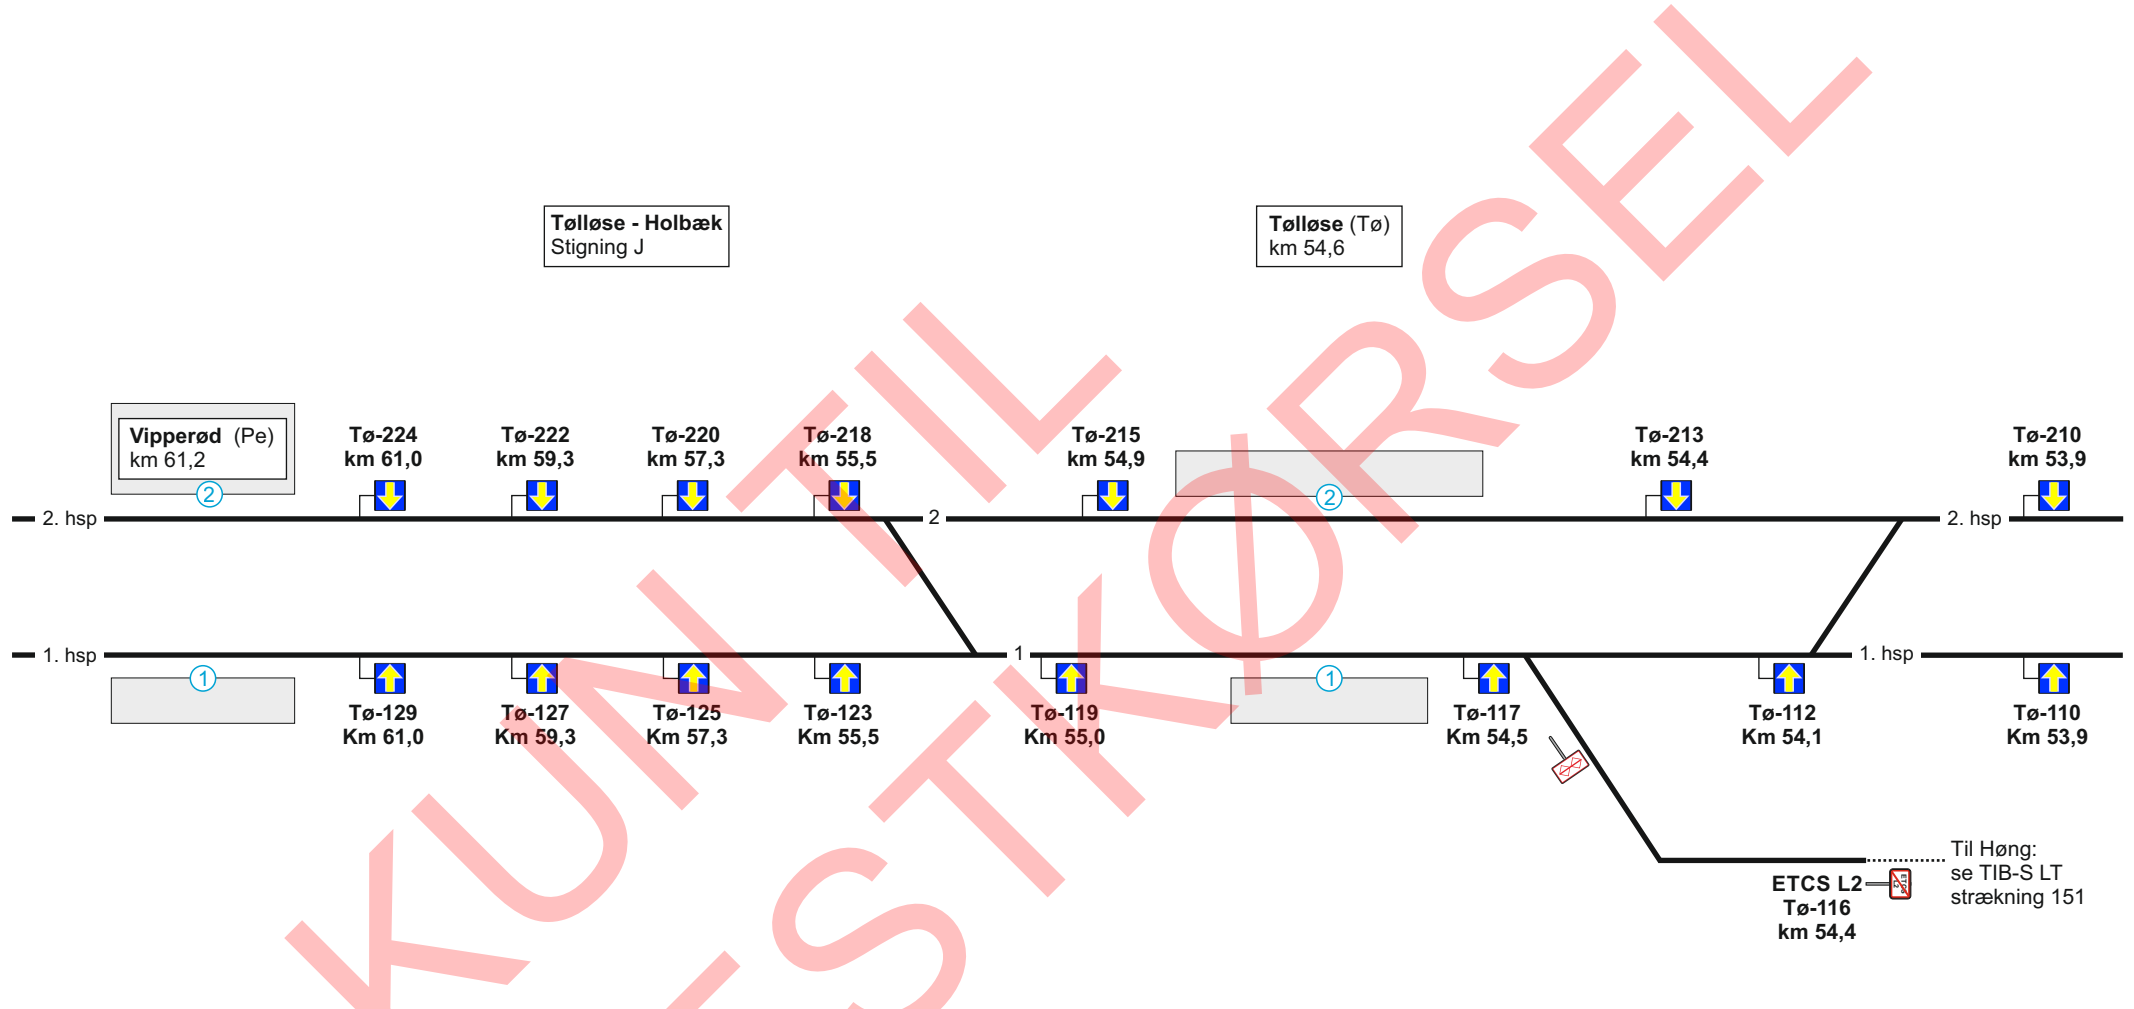 Tølløse - Holbæk
Stigning J
Tølløse (Tø)
km 54,6
Vipperød (Pe)
km 61,2
2
Tø-224
km 61,0
Tø-222
km 59,3
Tø-220
km 57,3
Tø-218
km 55,5
Tø-215
km 54,9
2
Tø-213
km 54,4
Tø-210
km 53,9
2. hsp
2
2. hsp
1. hsp
1
1. hsp
1
Tø-129
Km 61,0
Tø-127
Km 59,3
Tø-125
Km 57,3
Tø-123
Km 55,5
Tø-119
Km 55,0
1
Tø-117
Km 54,5
Tø-112
Km 54,1
Tø-110
Km 53,9
ETCS L2
Tø-116
km 54,4
ETCS
L2
Til Høng:
se TIB-S LT
strækning 151
KUN TIL
TESTKØRSEL